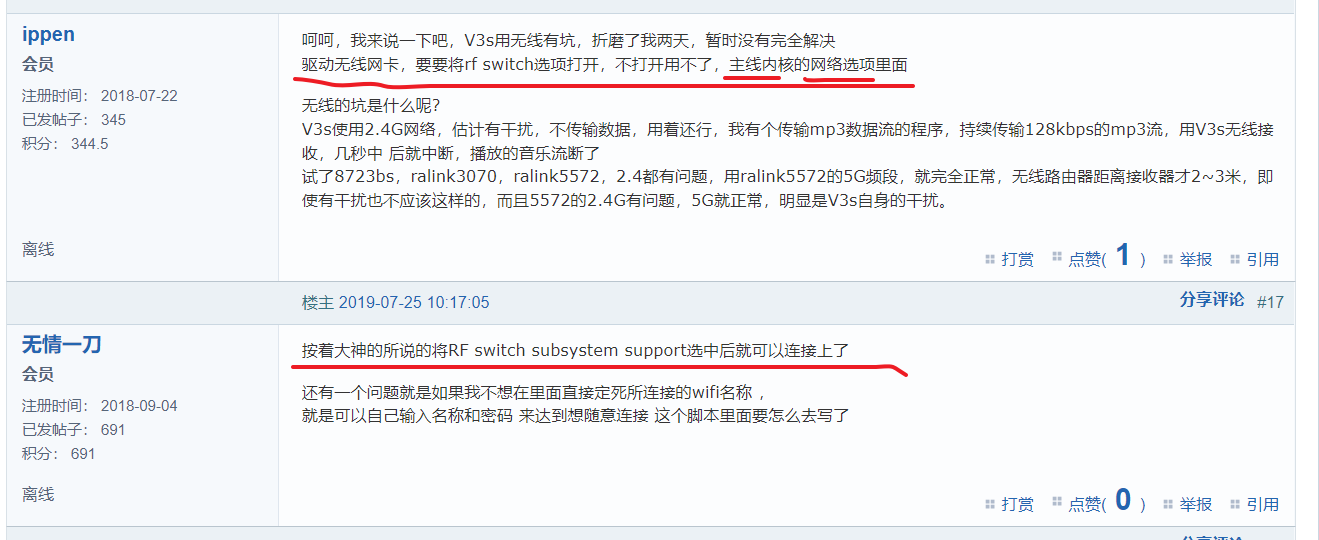 ippen
会员
注册时间： 2018-07-22
已发帖子： 345
积分： 344.5
离线
呵呵，我来说一下吧，V3s用无线有坑，折磨了我两天，暂时没有完全解决
驱动无线网卡，要要将rf switch选项打开，不打开用不了，主线内核的网络选项里面
无线的坑是什么呢？
V3s使用2.4G网络，估计有干扰，不传输数据，用着还行，我有个传输mp3数据流的程序，持续传输128kbps的mp3流，用V3s无线接
收，几秒中 后就中断，播放的音乐流断了
试了8723bs，ralink3070，ralink5572，2.4都有问题，用ralink5572的5G频段，就完全正常，无线路由器距离接收器才2~3米，即
使有干扰也不应该这样的，而且5572的2.4G有问题，5G就正常，明显是V3s自身的干扰。
打赏 点赞( 1 ) 举报 引用
楼主 2019-07-25 10:17:05 分享评论 #17
无情一刀
会员
注册时间： 2018-09-04
已发帖子： 691
积分： 691
离线
按着大神的所说的将RF switch subsystem support选中后就可以连接上了
还有一个问题就是如果我不想在里面直接定死所连接的wifi名称 ，
就是可以自己输入名称和密码 来达到想随意连接 这个脚本里面要怎么去写了
打赏 点赞( 0 ) 举报 引用